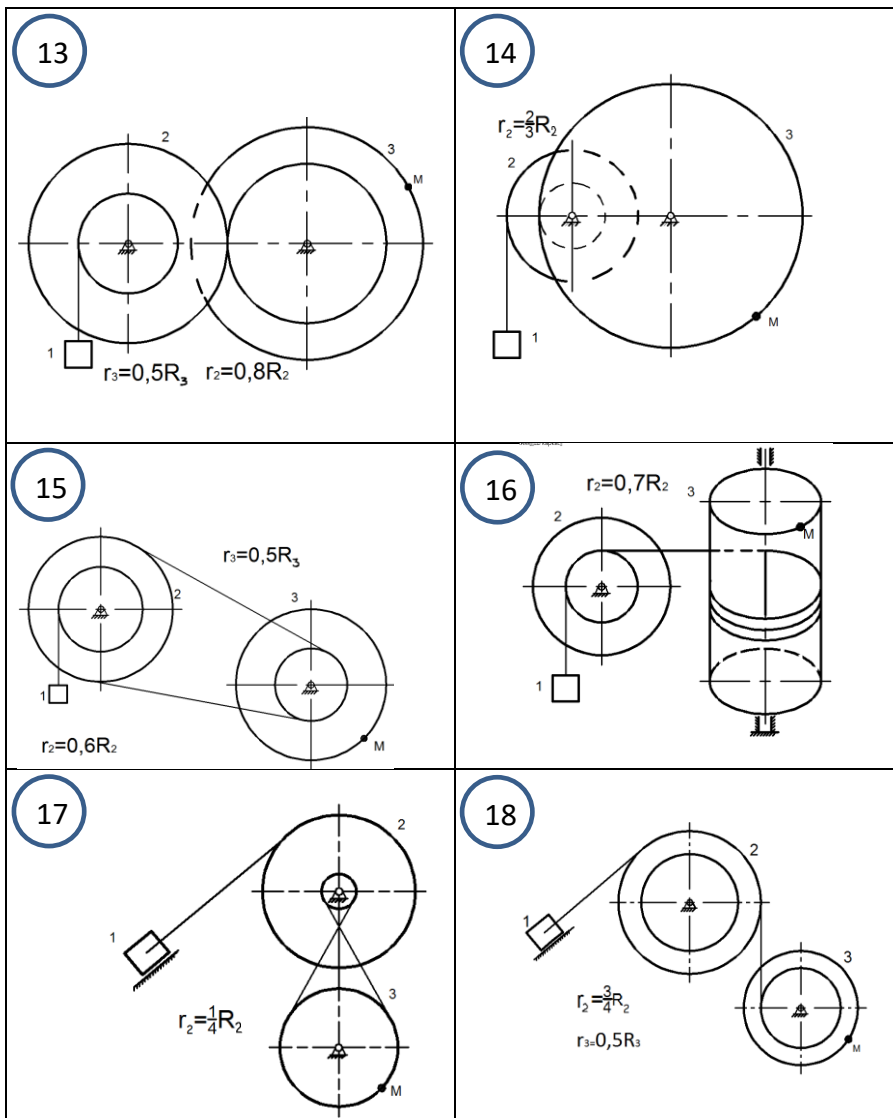 13
2
3
M
1
r₃=0,5R₃ r₂=0,8R₂
14
r₂=⅔R₂
3
2
1
M
15
r₃=0,5R₃
2
3
1
r₂=0,6R₂
M
16
r₂=0,7R₂
3
2
M
1
17
2
1
r₂=¼R₂
3
M
18
2
1
3
r₂=¾R₂
r₃=0,5R₃
M